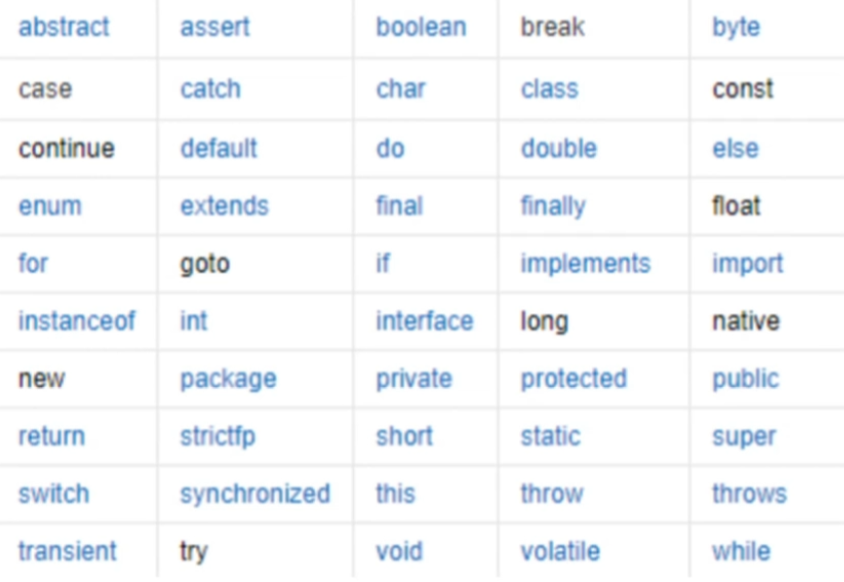 abstract assert boolean break byte
case catch char class const
continue default do double else
enum extends final finally float
for goto if implements import
instanceof int interface long native
new package private protected public
return strictfp short static super
switch synchronized this throw throws
transient try void volatile while